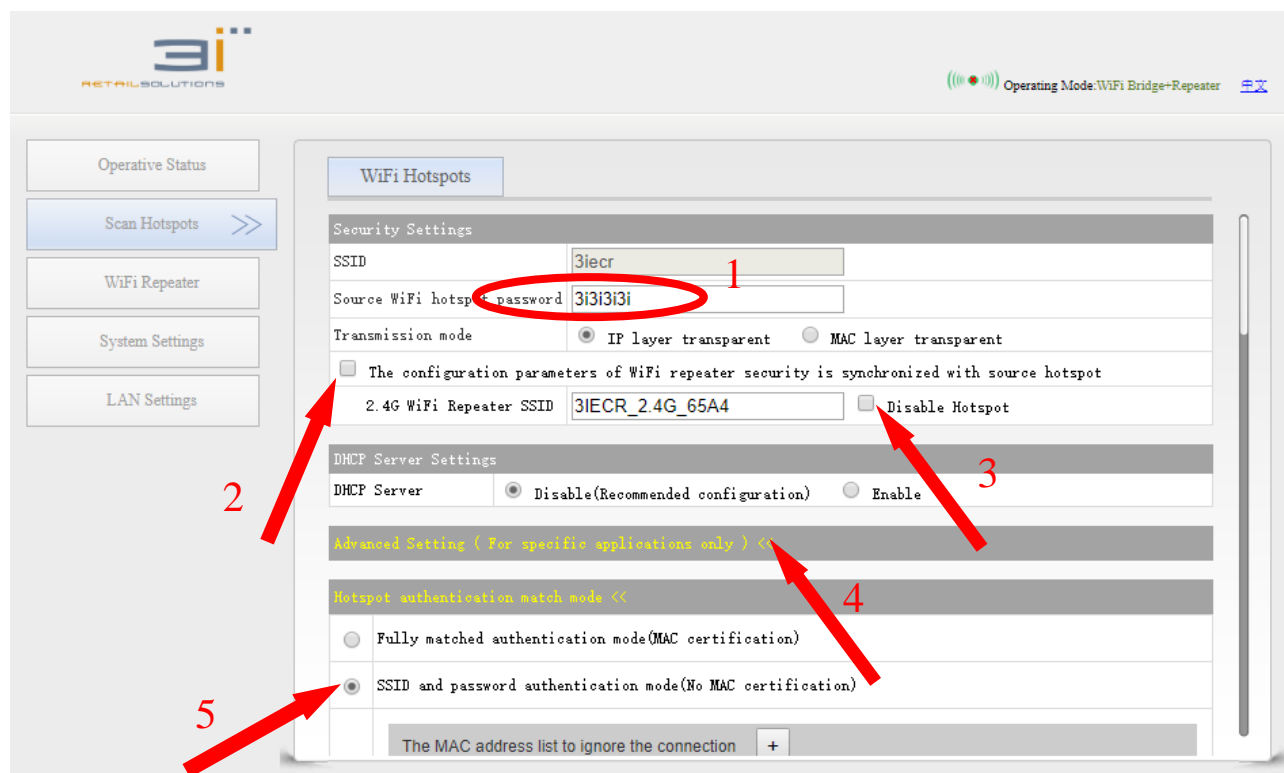 3i
RETAILSOLUTIONS
Operating Mode:WiFi Bridge+Repeater 中文
Operative Status
Scan Hotspots >>
WiFi Repeater
System Settings
LAN Settings
WiFi Hotspots
Security Settings
SSID 3iecr
1
Source WiFi hotspot password 3i3i3i3i
Transmission mode IP layer transparent MAC layer transparent
The configuration parameters of WiFi repeater security is synchronized with source hotspot
2.4G WiFi Repeater SSID 3IECR_2.4G_65A4 Disable Hotspot
2
3
DHCP Server Settings
DHCP Server Disable(Recommended configuration) Enable
Advanced Setting ( For specific applications only ) <<
4
Hotspot authentication match mode <<
Fully matched authentication mode(MAC certification)
SSID and password authentication mode(No MAC certification)
5
The MAC address list to ignore the connection +